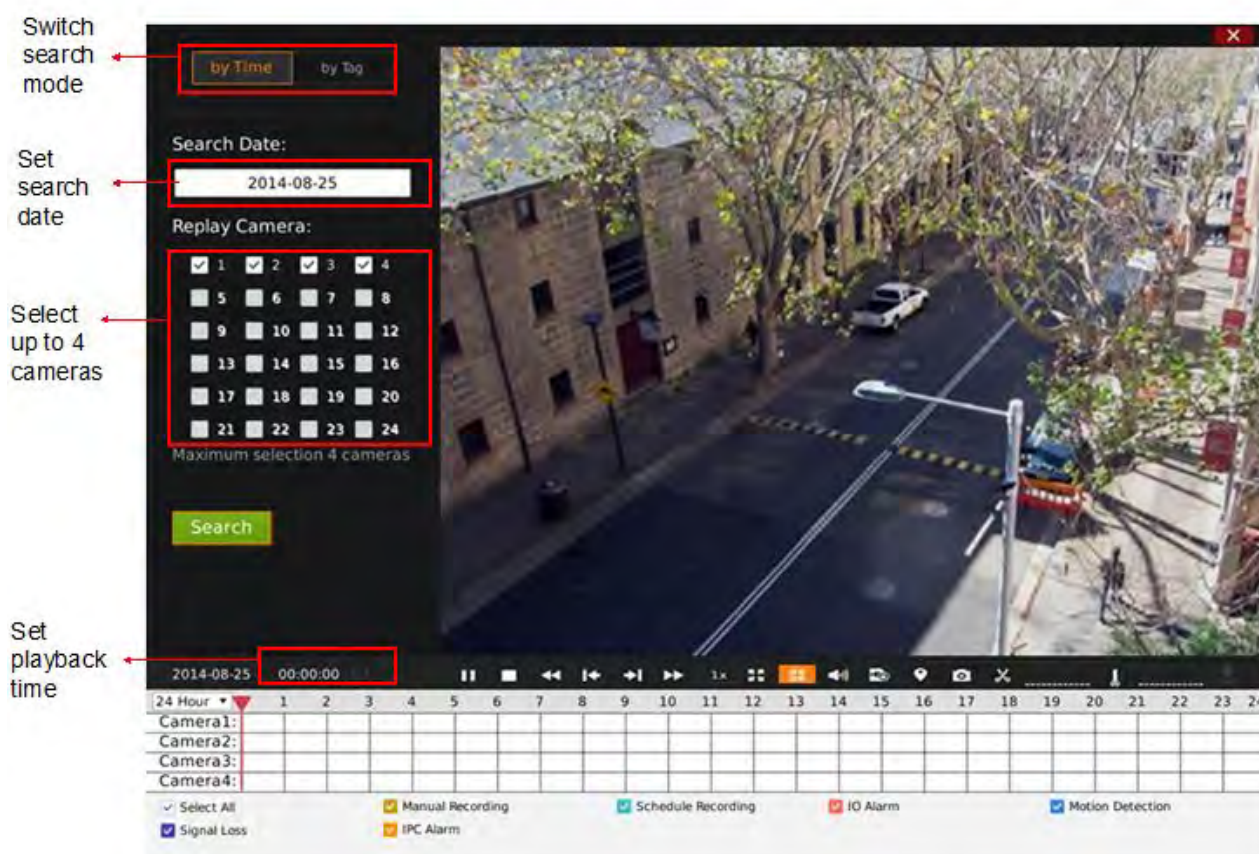 Switch
search
mode
by Time by Tag
Search Date:
Set
search
date
2014-08-25
Replay Camera:
1 2 3 4
5 6 7 8
9 10 11 12
13 14 15 16
17 18 19 20
21 22 23 24
Select
up to 4
cameras
Maximum selection 4 cameras
Search
Set
playback
time
2014-08-25 00:00:00
1x
24 Hour 1 2 3 4 5 6 7 8 9 10 11 12 13 14 15 16 17 18 19 20 21 22 23
Camera1:
Camera2:
Camera3:
Camera4:
Select All Manual Recording Schedule Recording IO Alarm Motion Detection
Signal Loss IPC Alarm